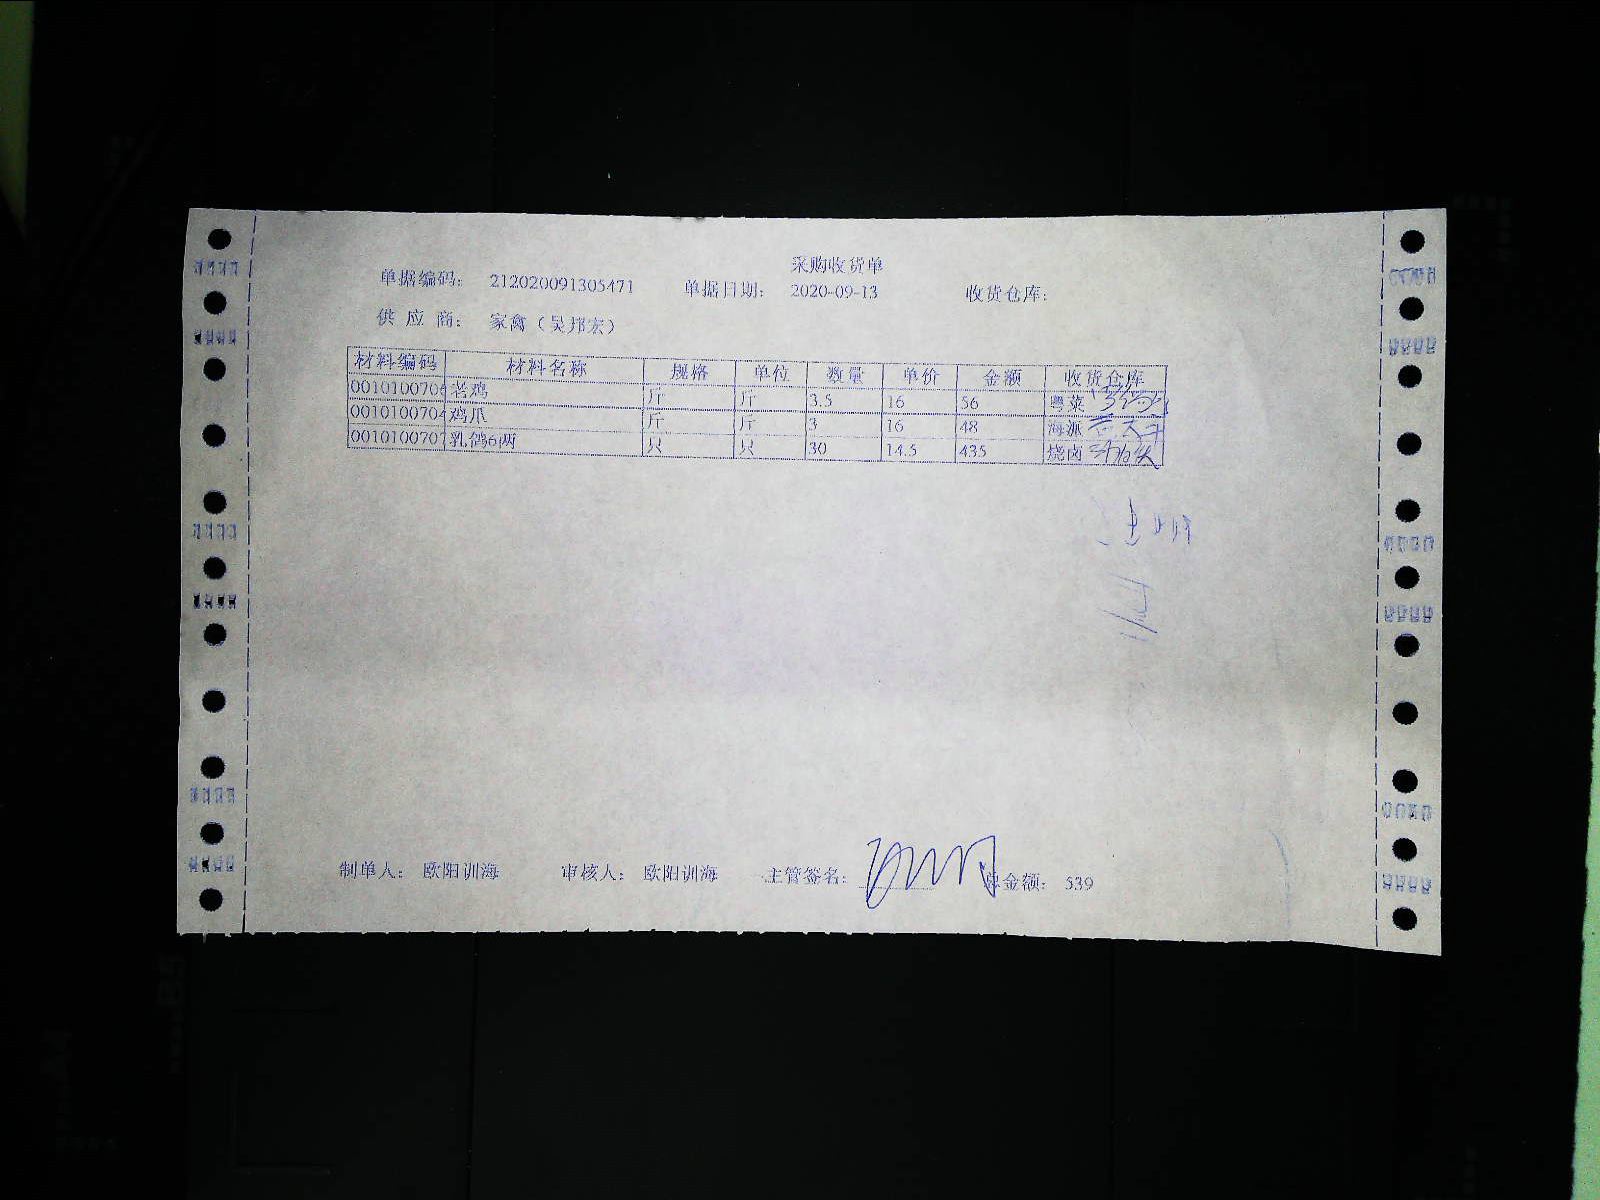 采购收货单
单据编码： 212020091305471 单据日期： 2020-09-13 收货仓库：
供 应 商： 家禽（吴邦宏）
材料编码 材料名称 规格 单位 数量 单价 金额 收货仓库
0010100706 老鸡 斤 斤 3.5 16 56 粤菜
0010100704 鸡爪 斤 斤 3 16 48 海派
0010100707 乳鸽6两 只 只 30 14.5 435 烧卤
制单人： 欧阳训海 审核人： 欧阳训海 主管签名： 总金额： 539